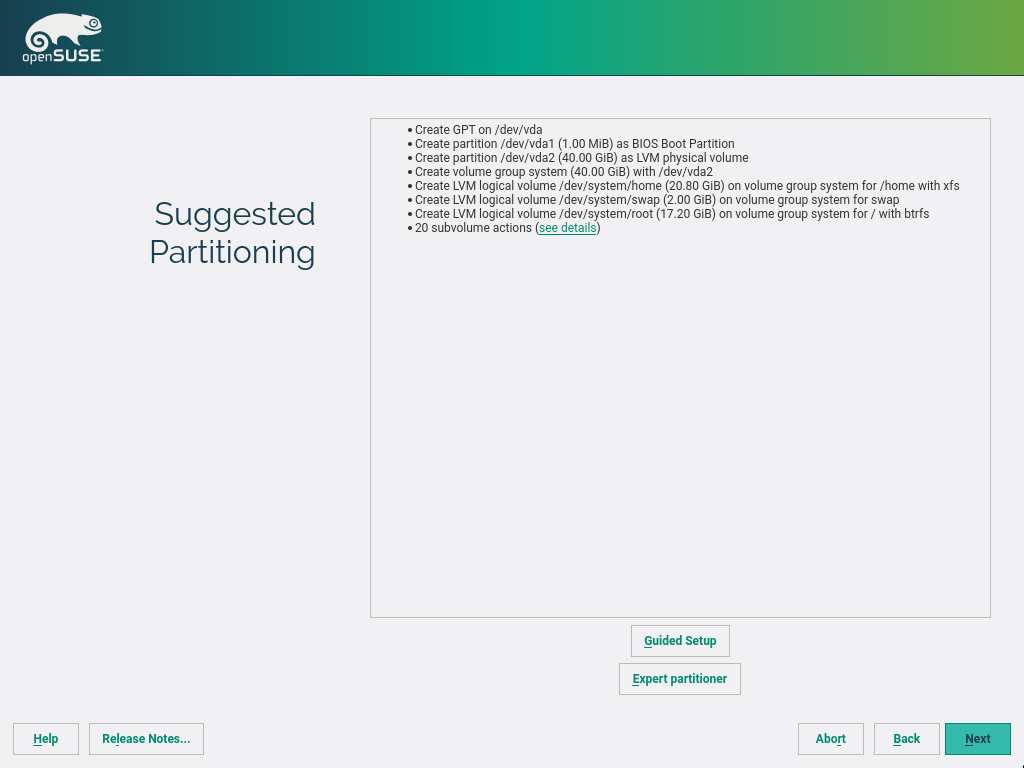 openSUSE
Suggested
Partitioning
• Create GPT on /dev/vda
• Create partition /dev/vda1 (1.00 MiB) as BIOS Boot Partition
• Create partition /dev/vda2 (40.00 GiB) as LVM physical volume
• Create volume group system (40.00 GiB) with /dev/vda2
• Create LVM logical volume /dev/system/home (20.80 GiB) on volume group system for /home with xfs
• Create LVM logical volume /dev/system/swap (2.00 GiB) on volume group system for swap
• Create LVM logical volume /dev/system/root (17.20 GiB) on volume group system for / with btrfs
• 20 subvolume actions (see details)
Guided Setup
Expert partitioner
Help Release Notes... Abort Back Next